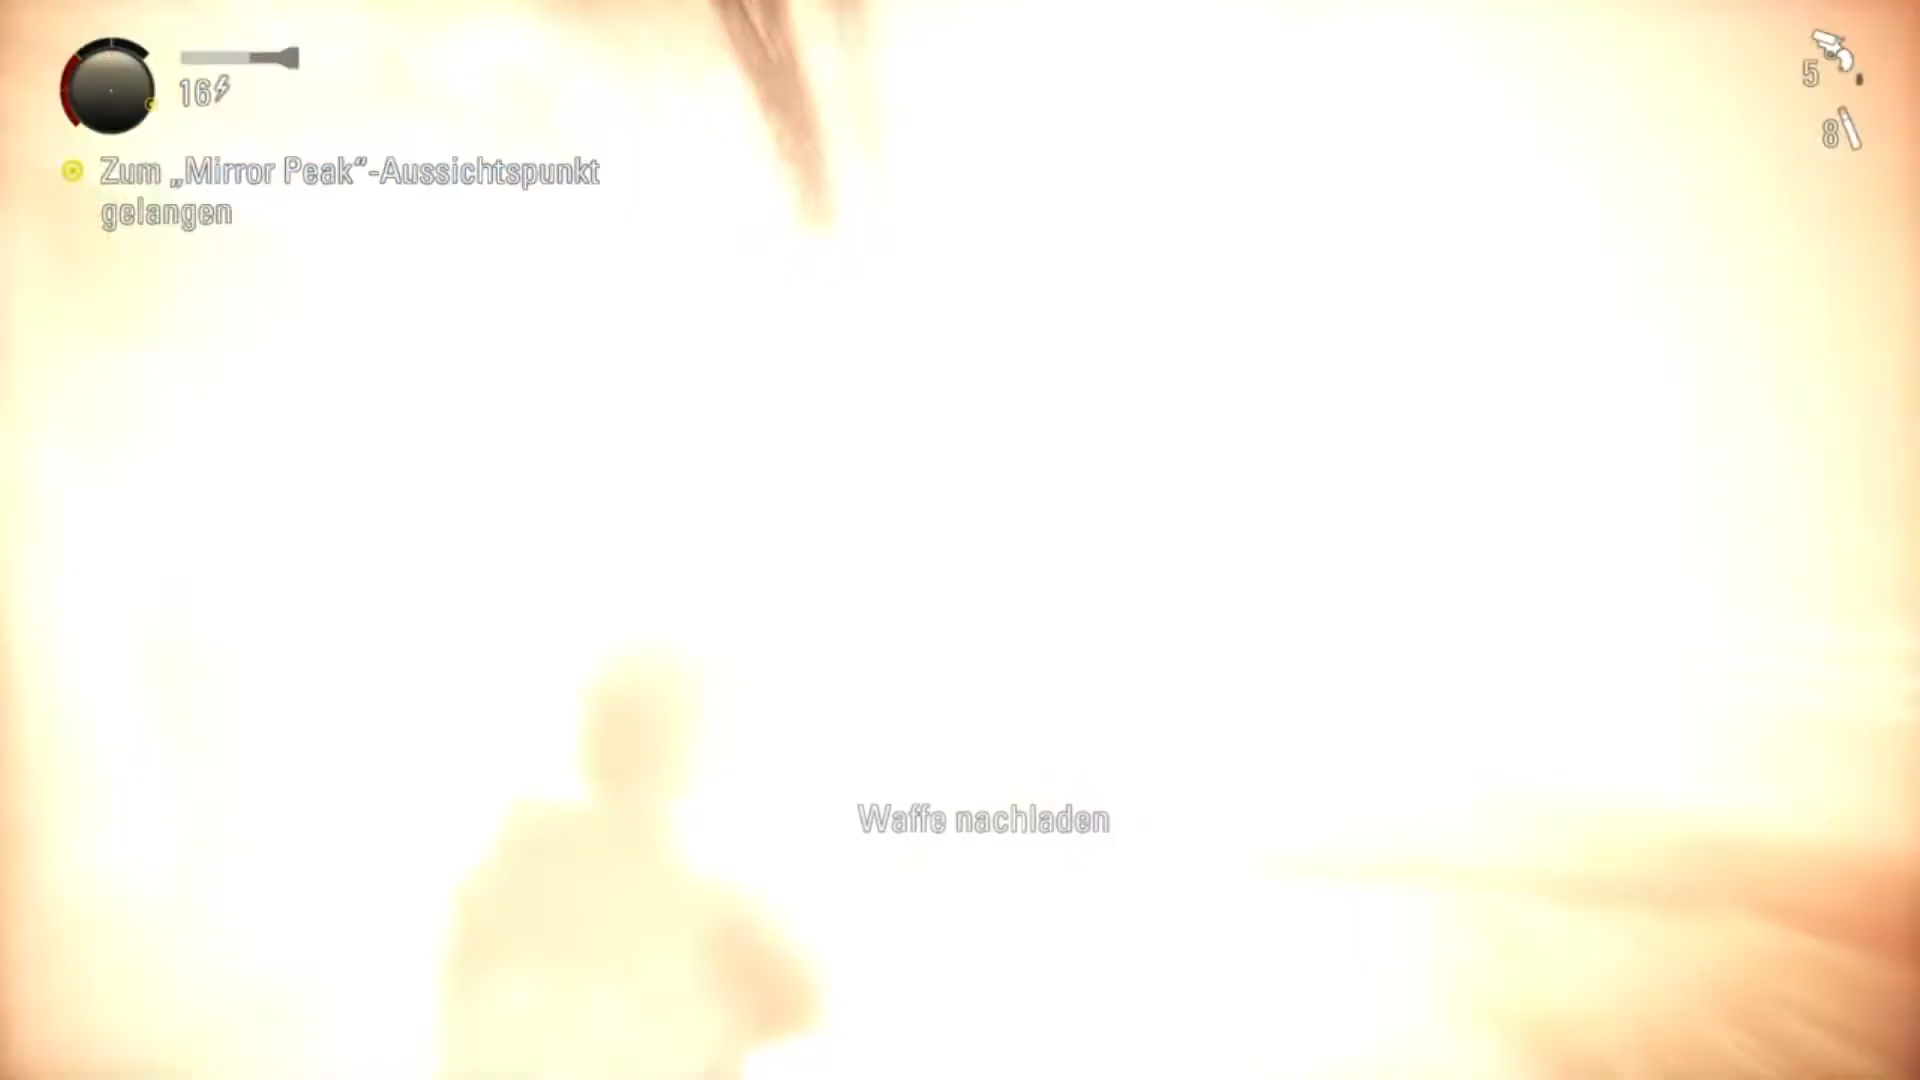 16
Zum „Mirror Peak“-Aussichtspunkt
gelangen
5
8
Waffe nachladen